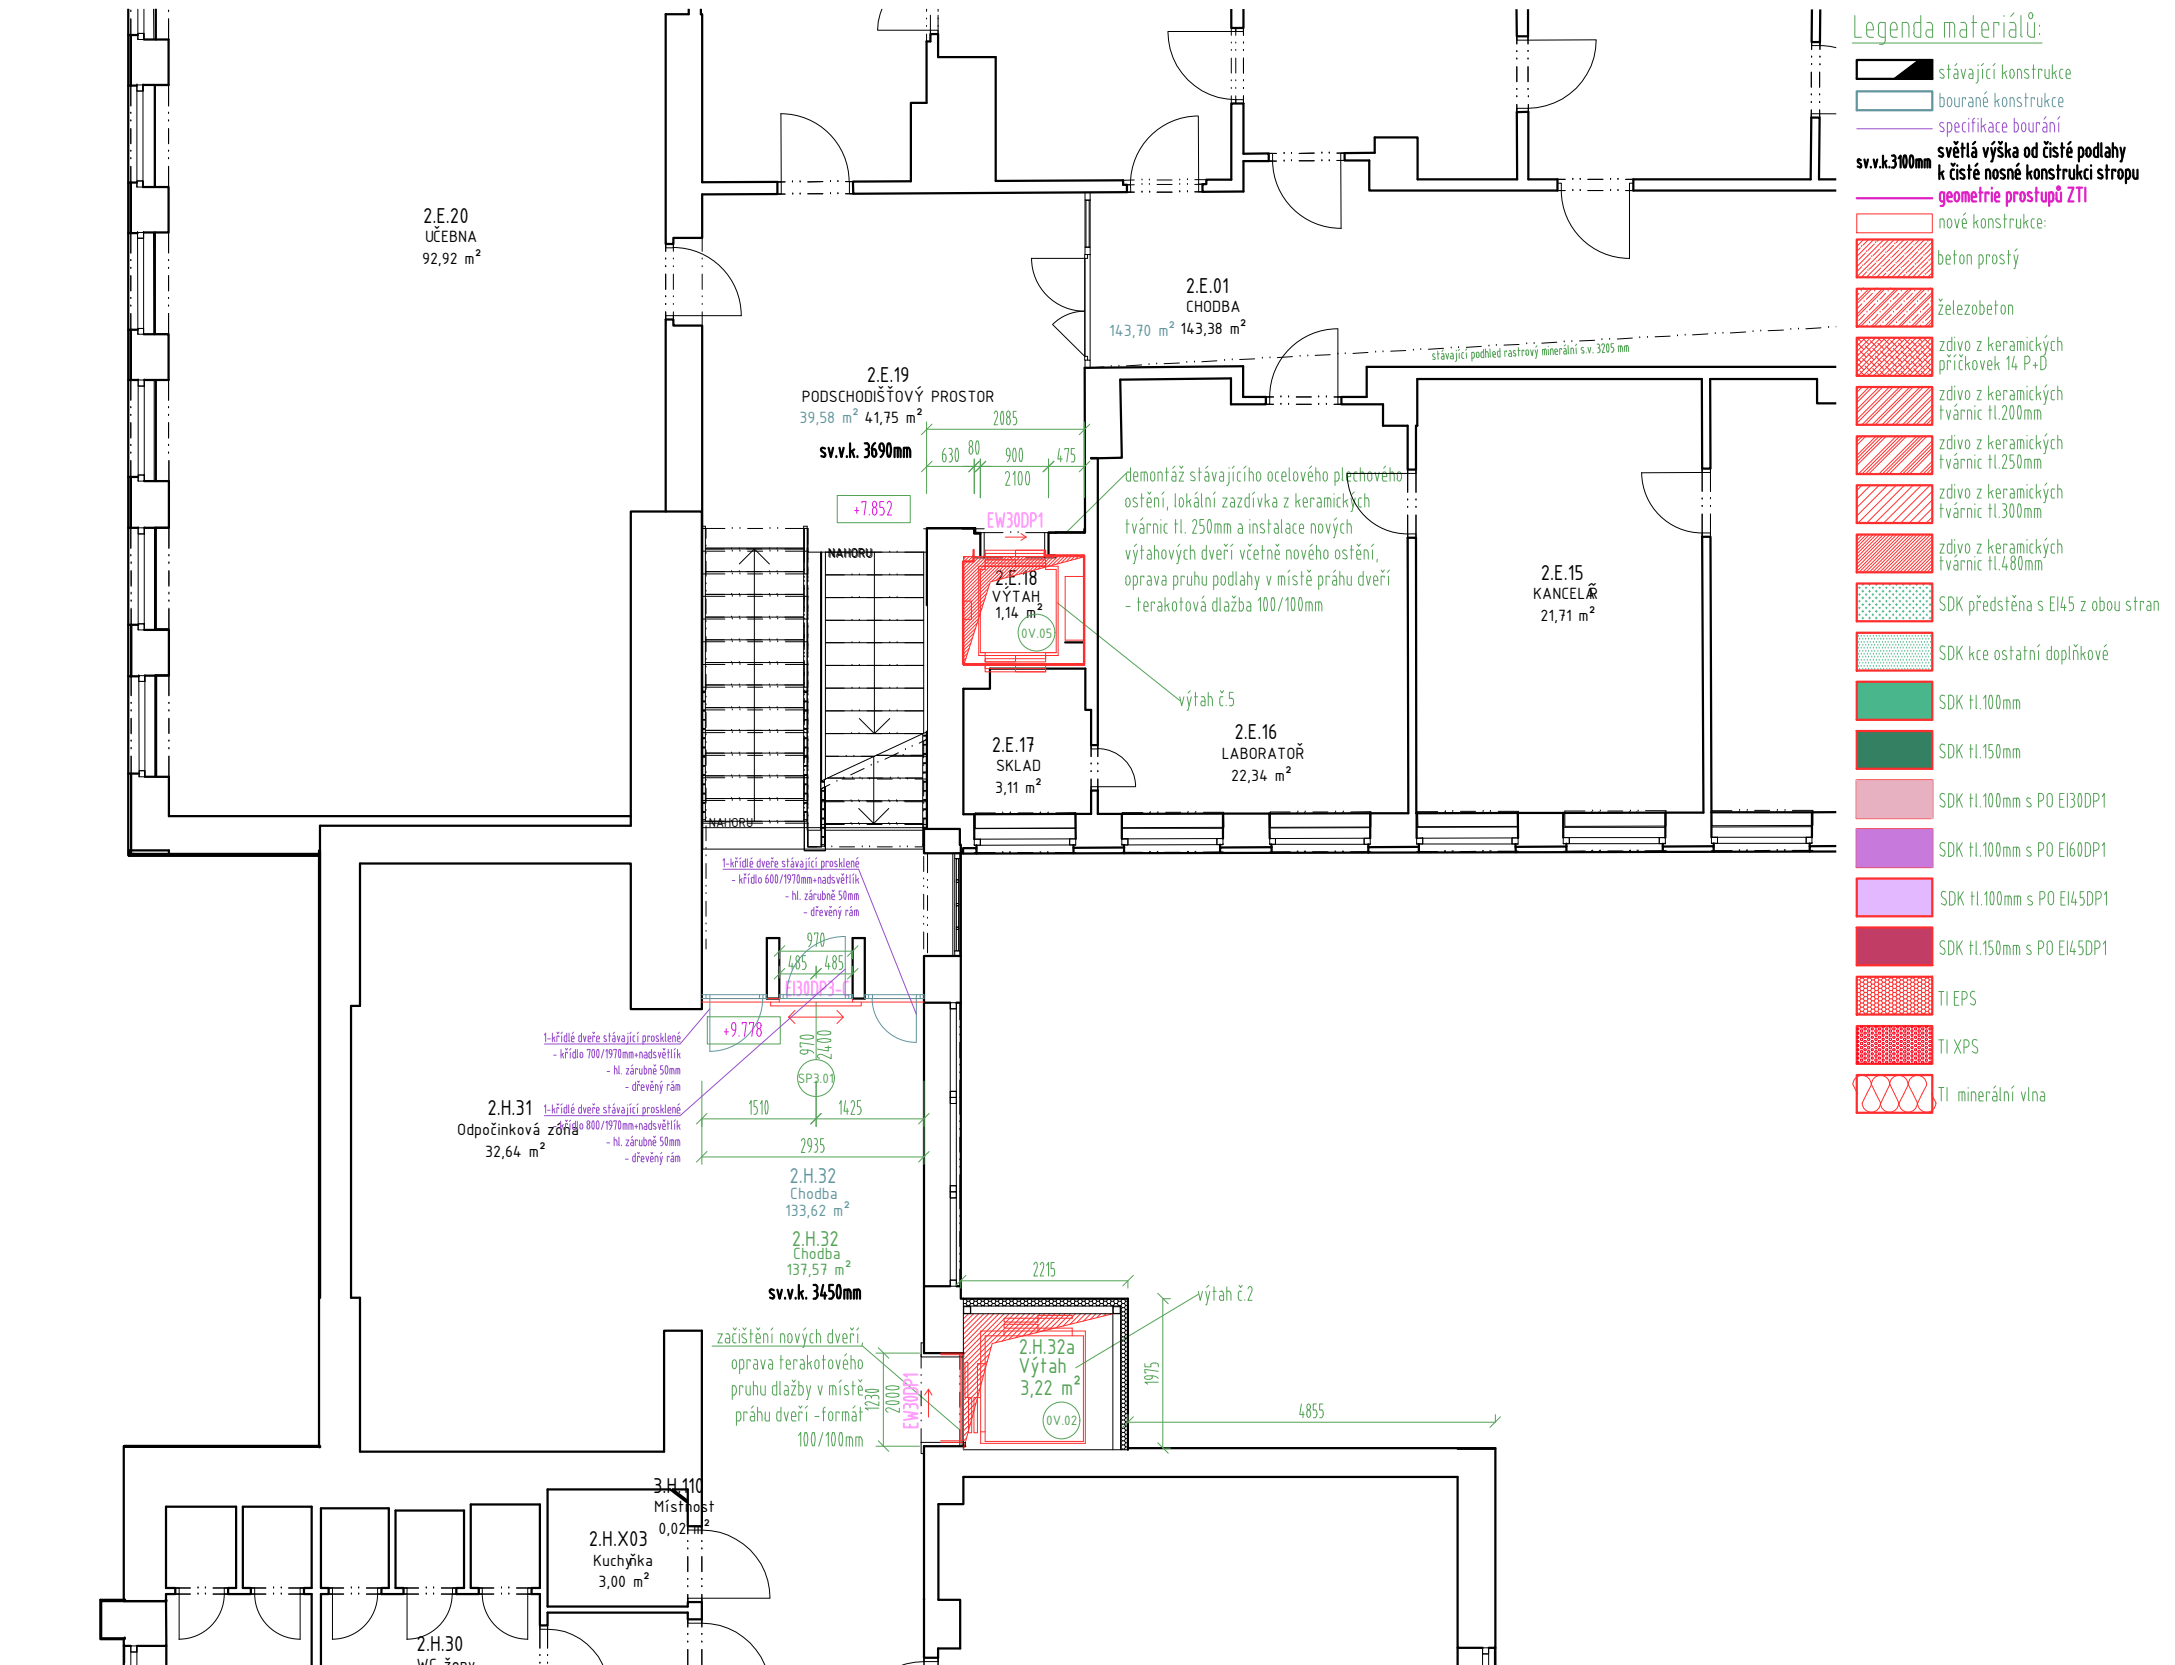 2.E.20
UČEBNA
92,92 m²
2.E.01
CHODBA
143,70 m² 143,38 m²
stávající podhled rastrový minerální s.v. 3205 mm
2.E.19
PODSCHODIŠŤOVÝ PROSTOR
39,58 m² 41,75 m²
sv.v.k. 3690mm
2085
630 80 900 475
2100
+7.852
EW30DP1
demontáž stávajícího ocelového plechového
ostění, lokální zazdívka z keramických
tvárnic tl. 250mm a instalace nových
výtahových dveří včetně nového ostění,
oprava pruhu podlahy v místě práhu dveří
- terakotová dlažba 100/100mm
NAHORU
2.E.18
VÝTAH
1,14 m²
OV.05
výtah č.5
2.E.15
KANCELÁŘ
21,71 m²
2.E.16
LABORATOŘ
22,34 m²
2.E.17
SKLAD
3,11 m²
NAHORU
1-křídlé dveře stávající prosklené
- křídlo 600/1970mm+nadsvětlík
- hl. zárubně 50mm
- dřevěný rám
970
485 485
EI30DP3-C
+9.778
970
2400
SP3.01
1-křídlé dveře stávající prosklené
- křídlo 700/1970mm+nadsvětlík
- hl. zárubně 50mm
- dřevěný rám
1-křídlé dveře stávající prosklené
- křídlo 800/1970mm+nadsvětlík
- hl. zárubně 50mm
- dřevěný rám
2.H.31
Odpočinková zóna
32,64 m²
1510 1425
2935
2.H.32
Chodba
133,62 m²
2.H.32
Chodba
137,57 m²
sv.v.k. 3450mm
2215
výtah č.2
začištění nových dveří,
oprava terakotového
pruhu dlažby v místě
práhu dveří -formát
100/100mm
1230
2000
EW30DP1
2.H.32a
Výtah
3,22 m²
OV.02
1975
4855
3.H.110
Místnost
0,02 m²
2.H.X03
Kuchyňka
3,00 m²
2.H.30
WC ženy
Legenda materiálů:
stávající konstrukce
bourané konstrukce
specifikace bourání
sv.v.k.3100mm světlá výška od čisté podlahy
k čisté nosné konstrukci stropu
geometrie prostupů ZTI
nové konstrukce:
beton prostý
železobeton
zdivo z keramických
příčkovek 14 P+D
zdivo z keramických
tvárnic tl.200mm
zdivo z keramických
tvárnic tl.250mm
zdivo z keramických
tvárnic tl.300mm
zdivo z keramických
tvárnic tl.480mm
SDK předstěna s EI45 z obou stran
SDK kce ostatní doplňkové
SDK tl.100mm
SDK tl.150mm
SDK tl.100mm s PO EI30DP1
SDK tl.100mm s PO EI60DP1
SDK tl.100mm s PO EI45DP1
SDK tl.150mm s PO EI45DP1
TI EPS
TI XPS
TI minerální vlna